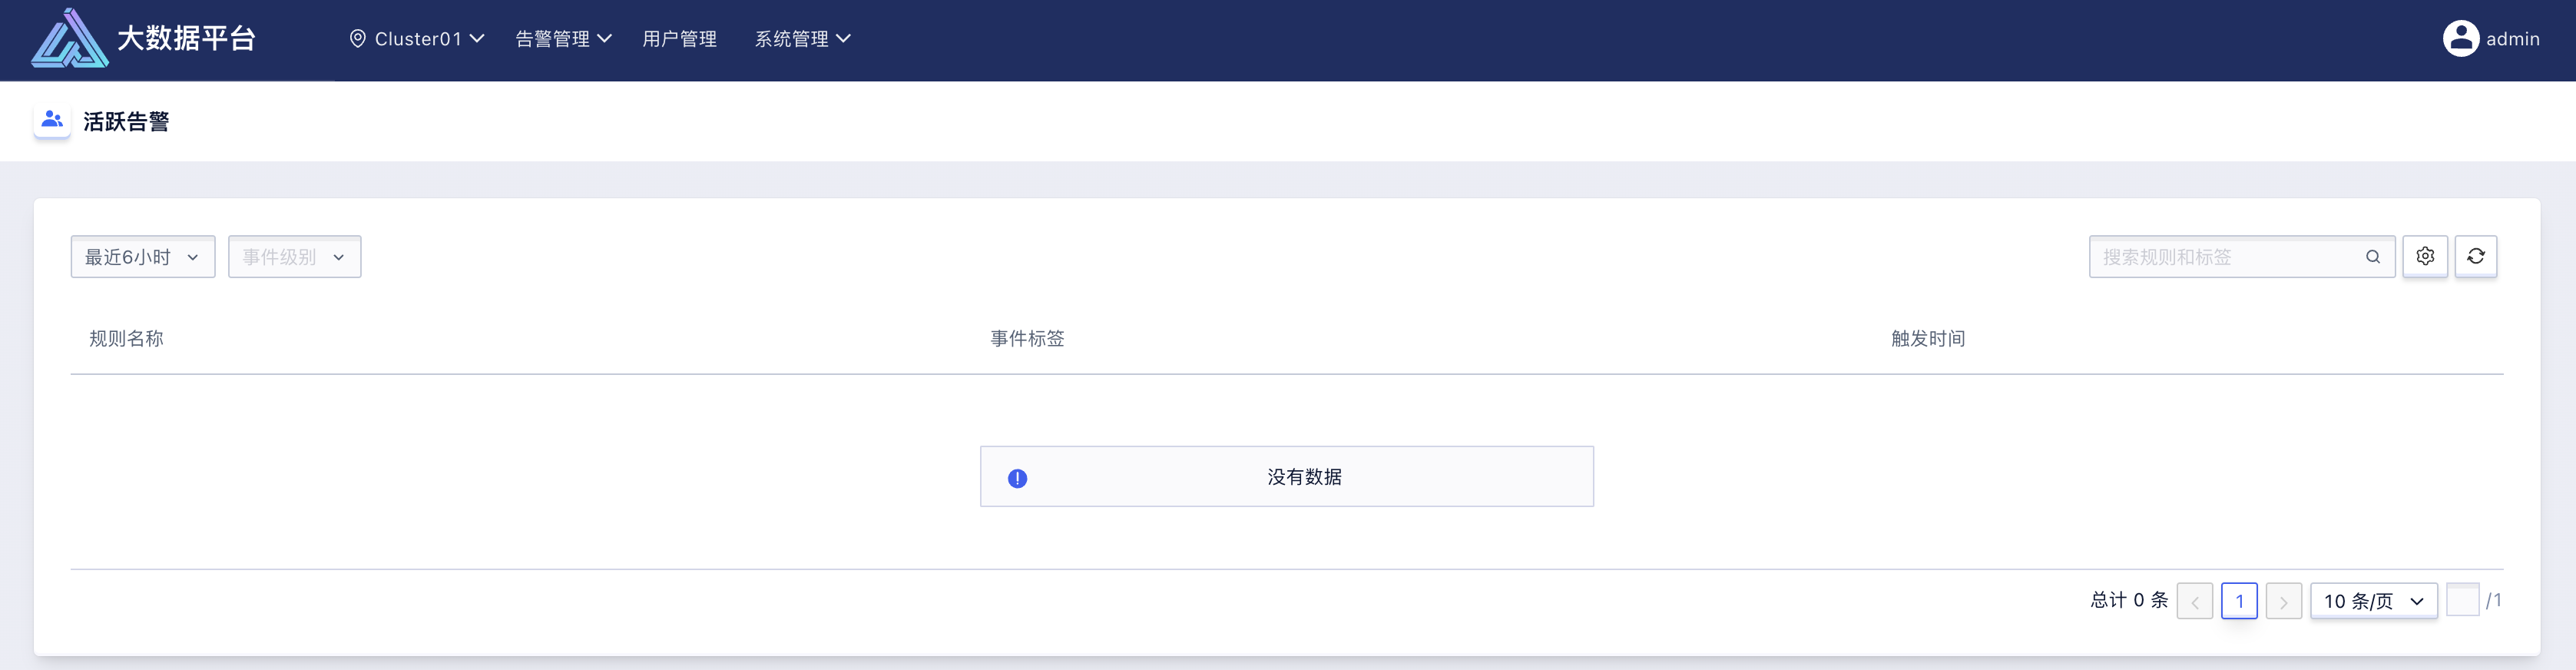 大数据平台 Cluster01 告警管理 用户管理 系统管理 admin
活跃告警
最近6小时 事件级别 搜索规则和标签
规则名称 事件标签 触发时间
没有数据
总计 0 条 1 10 条/页 /1